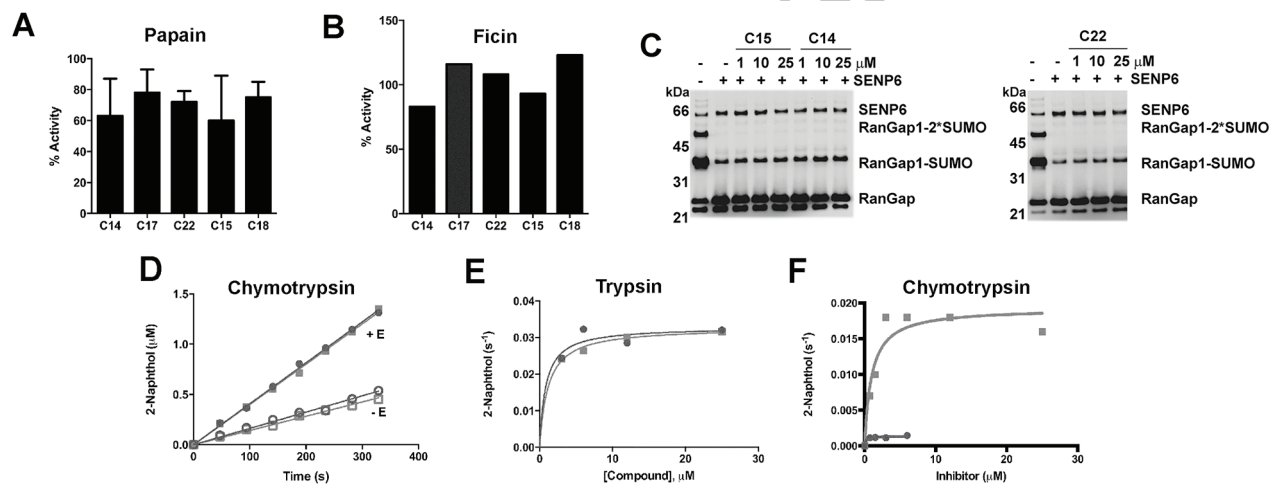 A
Papain
% Activity
100
80
60
40
20
0
C14 C17 C22 C15 C18
B
Ficin
% Activity
150
100
50
0
C14 C17 C22 C15 C18
C
C15 C14
- - 1 10 25 1 10 25 μM
- + + + + + + + SENP6
kDa
66
45
31
21
SENP6
RanGap1-2*SUMO
RanGap1-SUMO
RanGap
C22
- - 1 10 25 μM
- + + + + SENP6
kDa
66
45
31
21
SENP6
RanGap1-2*SUMO
RanGap1-SUMO
RanGap
D
Chymotrypsin
2-Naphthol (μM)
1.5
1.0
0.5
0.0
+ E
- E
0 100 200 300 400
Time (s)
E
Trypsin
2-Naphthol (s⁻¹)
0.04
0.03
0.02
0.01
0.00
0 10 20 30
[Compound], μM
F
Chymotrypsin
2-Naphthol (s⁻¹)
0.020
0.015
0.010
0.005
0.000
0 10 20 30
Inhibitor (μM)